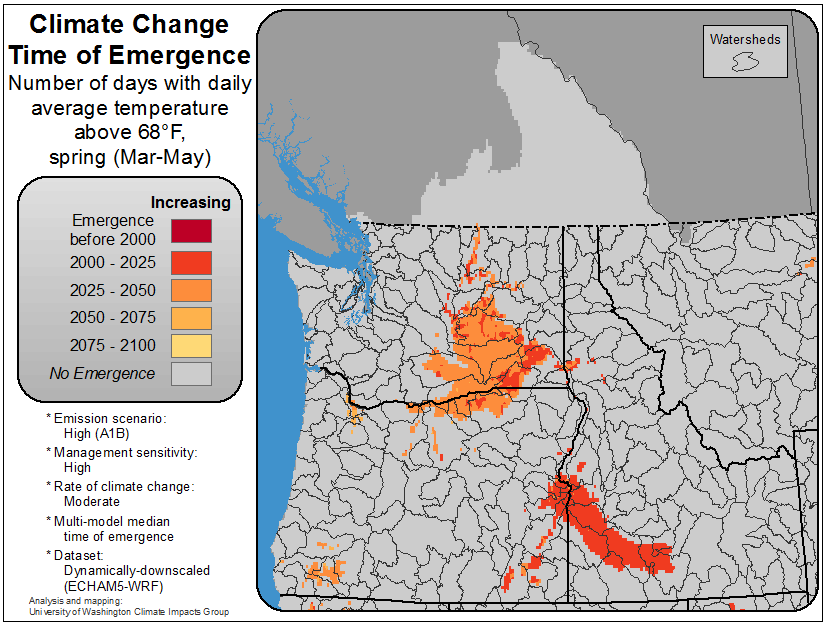 Climate Change
Time of Emergence
Number of days with daily
average temperature
above 68°F,
spring (Mar-May)
Increasing
Emergence
before 2000
2000 - 2025
2025 - 2050
2050 - 2075
2075 - 2100
No Emergence
* Emission scenario:
High (A1B)
* Management sensitivity:
High
* Rate of climate change:
Moderate
* Multi-model median
time of emergence
* Dataset:
Dynamically-downscaled
(ECHAM5-WRF)
Analysis and mapping:
University of Washington Climate Impacts Group
Watersheds